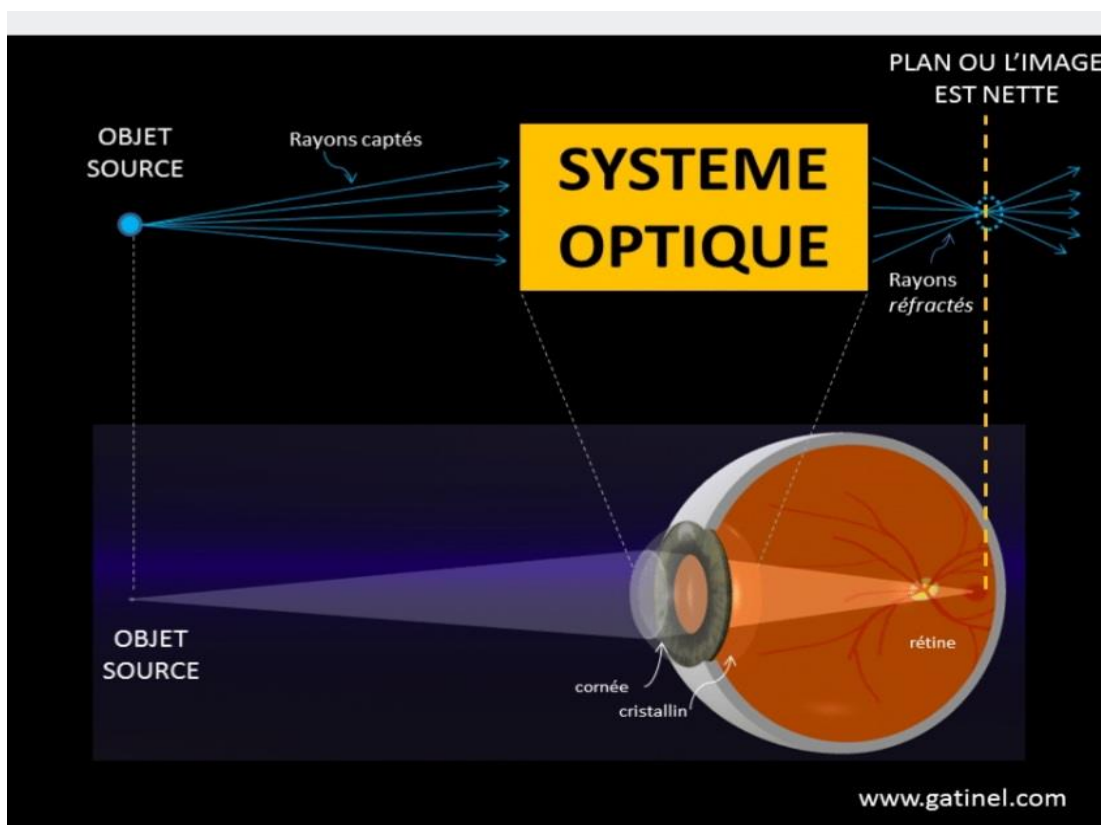 PLAN OU L'IMAGE
EST NETTE
OBJET
SOURCE
Rayons captés
SYSTEME
OPTIQUE
Rayons
réfractés
OBJET
SOURCE
rétine
cornée
cristallin
www.gatinel.com